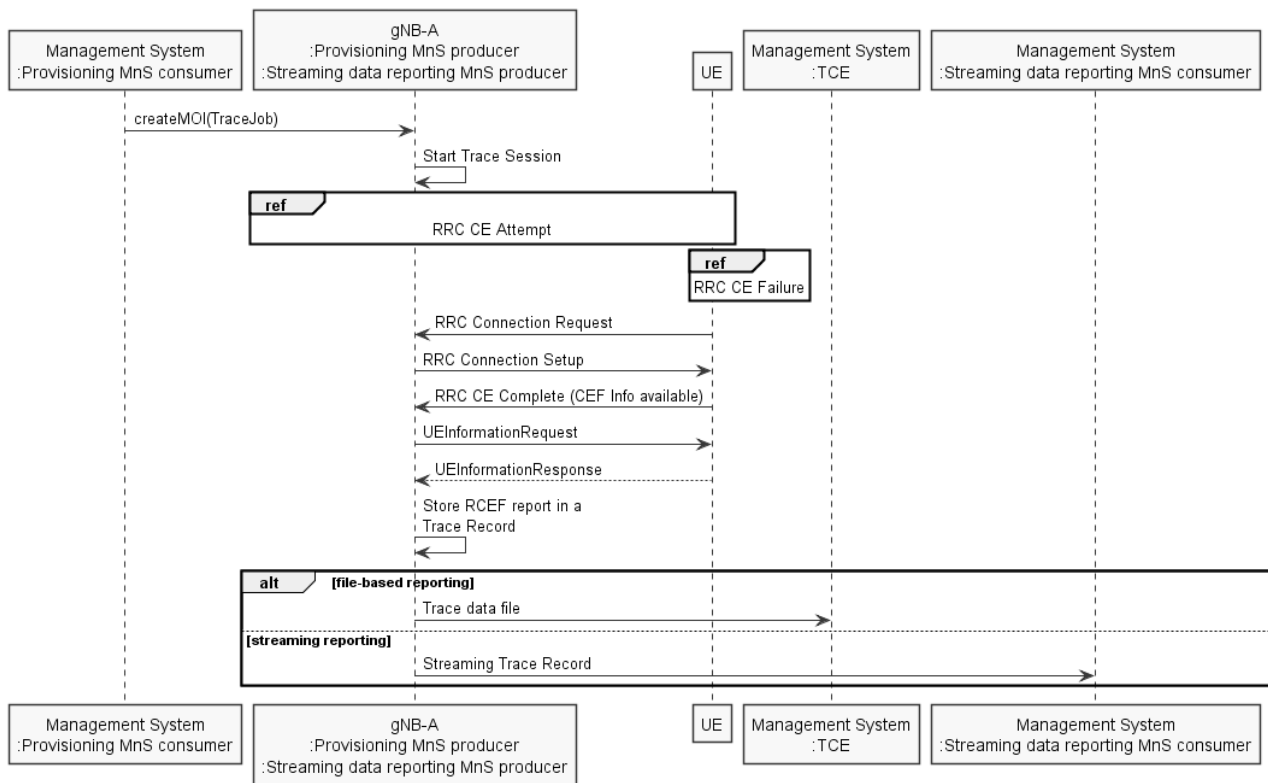 Management System
:Provisioning MnS consumer
gNB-A
:Provisioning MnS producer
:Streaming data reporting MnS producer
UE
Management System
:TCE
Management System
:Streaming data reporting MnS consumer
createMOI(TraceJob)
Start Trace Session
ref
RRC CE Attempt
ref
RRC CE Failure
RRC Connection Request
RRC Connection Setup
RRC CE Complete (CEF Info available)
UEInformationRequest
UEInformationResponse
Store RCEF report in a
Trace Record
alt [file-based reporting]
Trace data file
[streaming reporting]
Streaming Trace Record
Management System
:Provisioning MnS consumer
gNB-A
:Provisioning MnS producer
:Streaming data reporting MnS producer
UE
Management System
:TCE
Management System
:Streaming data reporting MnS consumer